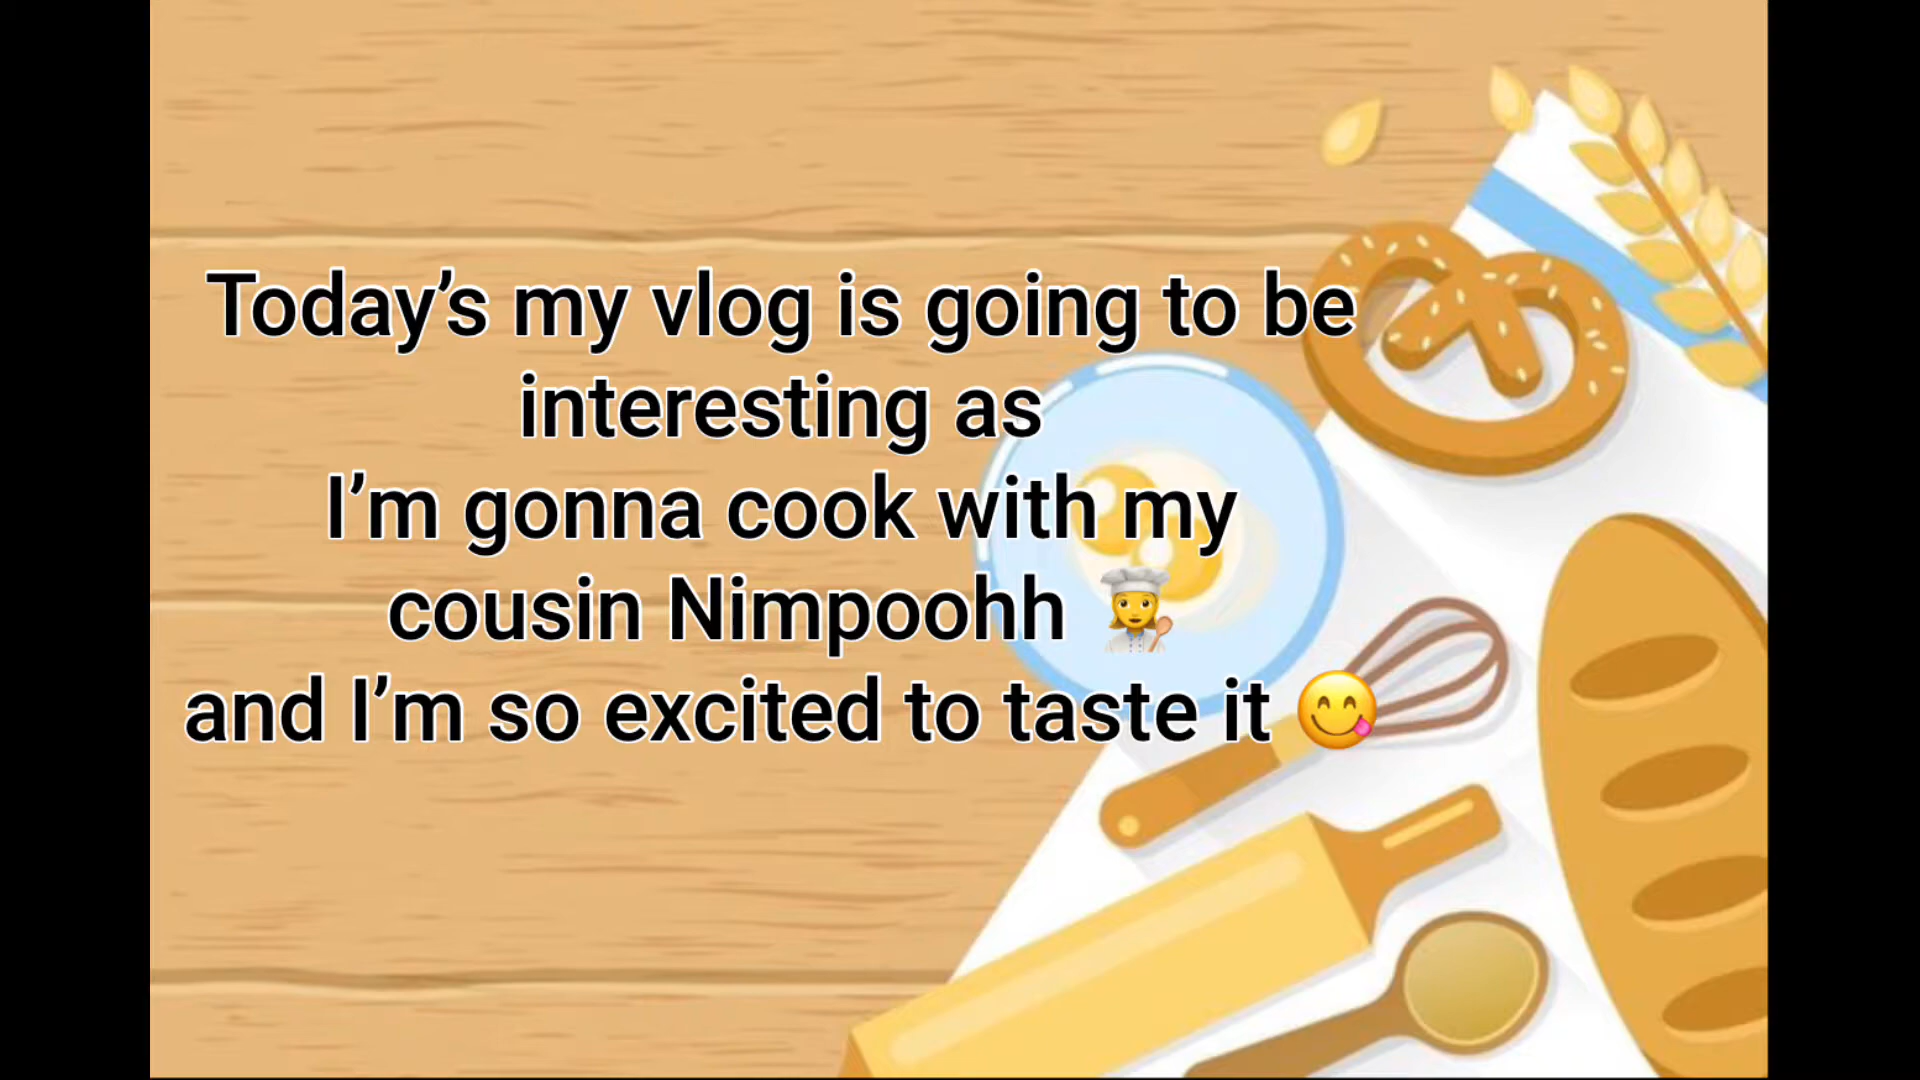 Today’s my vlog is going to be
interesting as
I’m gonna cook with my
cousin Nimpoohh 👩‍🍳
and I’m so excited to taste it 😋